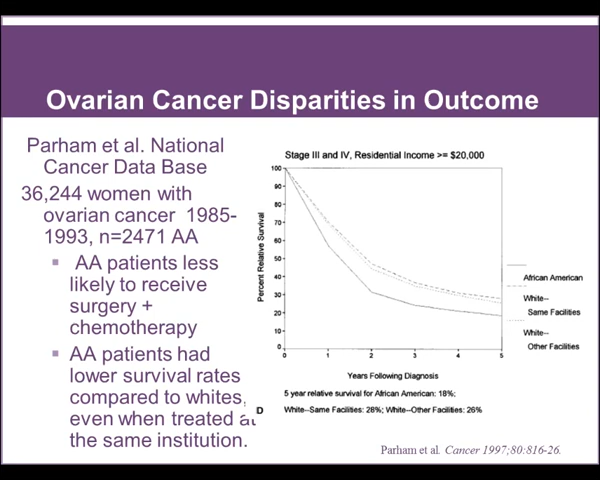 Ovarian Cancer Disparities in Outcome
Parham et al. National
Cancer Data Base
36,244 women with
ovarian cancer 1985-
1993, n=2471 AA
AA patients less
likely to receive
surgery +
chemotherapy
AA patients had
lower survival rates
compared to whites,
even when treated at
the same institution.
Stage III and IV, Residential Income >= $20,000
Percent Relative Survival
100
90
80
70
60
50
40
30
20
10
0
0 1 2 3 4 5
Years Following Diagnosis
African American
White--
Same Facilities
White--
Other Facilities
5 year relative survival for African American: 18%;
D White--Same Facilities: 28%; White--Other Facilities: 26%
Parham et al. Cancer 1997;80:816-26.